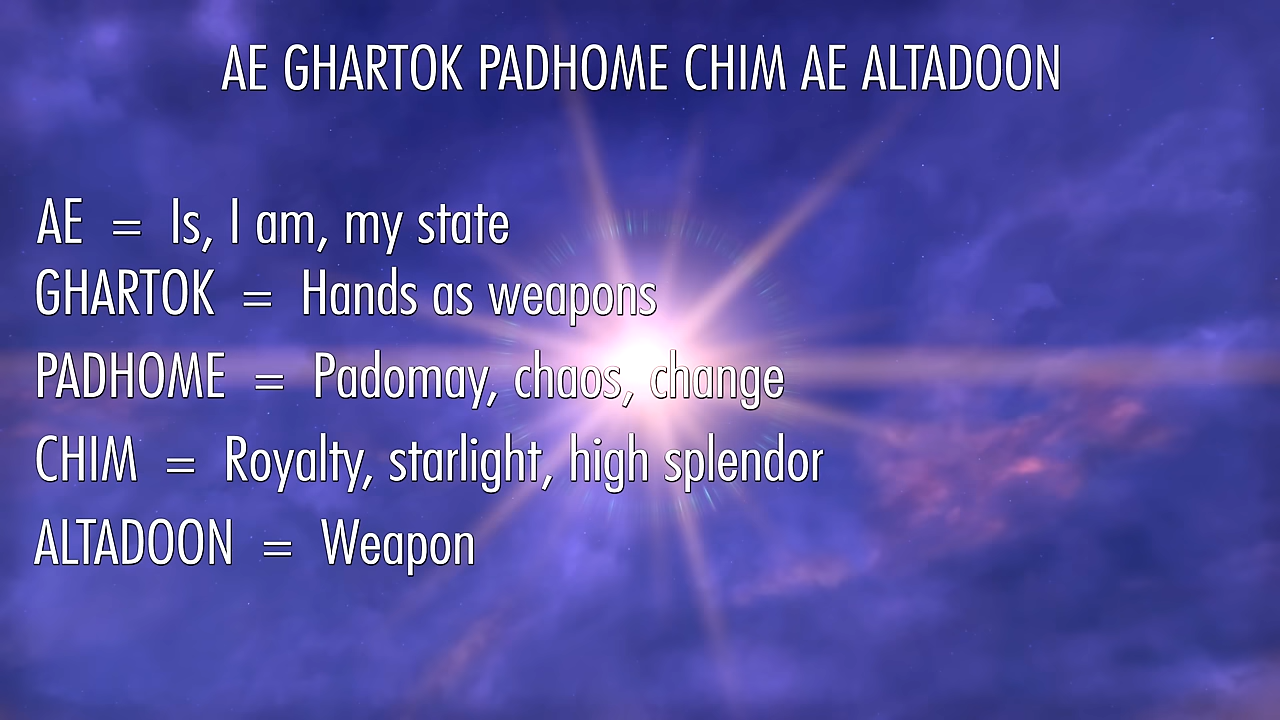 AE GHARTOK PADHOME CHIM AE ALTADOON
AE = Is, I am, my state
GHARTOK = Hands as weapons
PADHOME = Padomay, chaos, change
CHIM = Royalty, starlight, high splendor
ALTADOON = Weapon